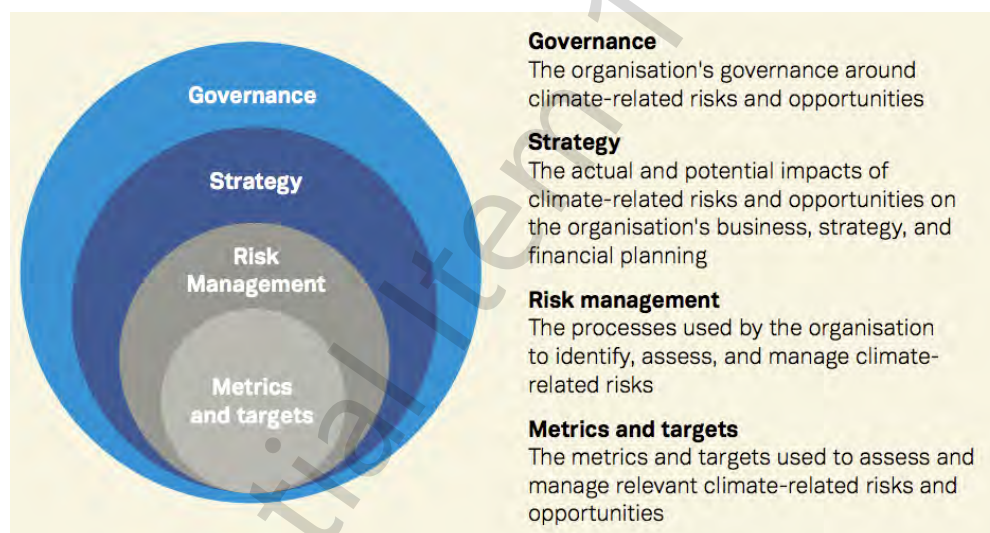 Governance
Strategy
Risk
Management
Metrics
and targets
Governance
The organisation's governance around
climate-related risks and opportunities
Strategy
The actual and potential impacts of
climate-related risks and opportunities on
the organisation's business, strategy, and
financial planning
Risk management
The processes used by the organisation
to identify, assess, and manage climate-
related risks
Metrics and targets
The metrics and targets used to assess and
manage relevant climate-related risks and
opportunities